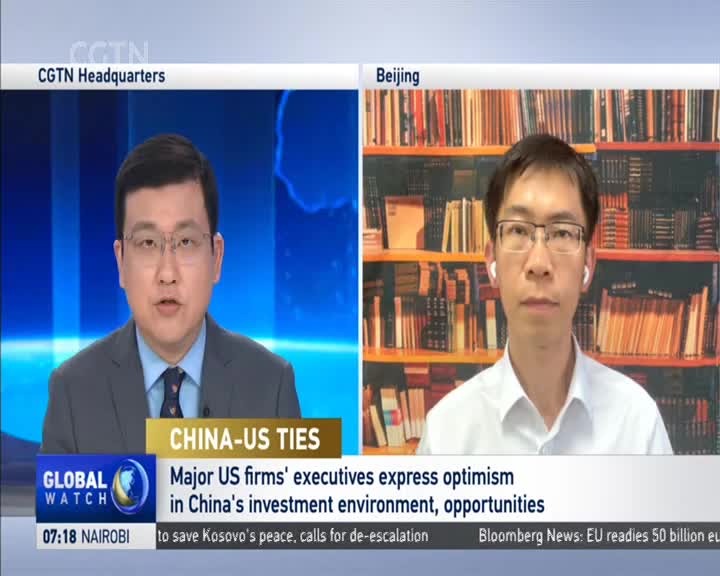 CGTN
CGTN Headquarters
Beijing
CHINA-US TIES
GLOBAL
WATCH
Major US firms' executives express optimism
in China's investment environment, opportunities
07:18 NAIROBI
to save Kosovo's peace, calls for de-escalation
Bloomberg News: EU readies 50 billion eu